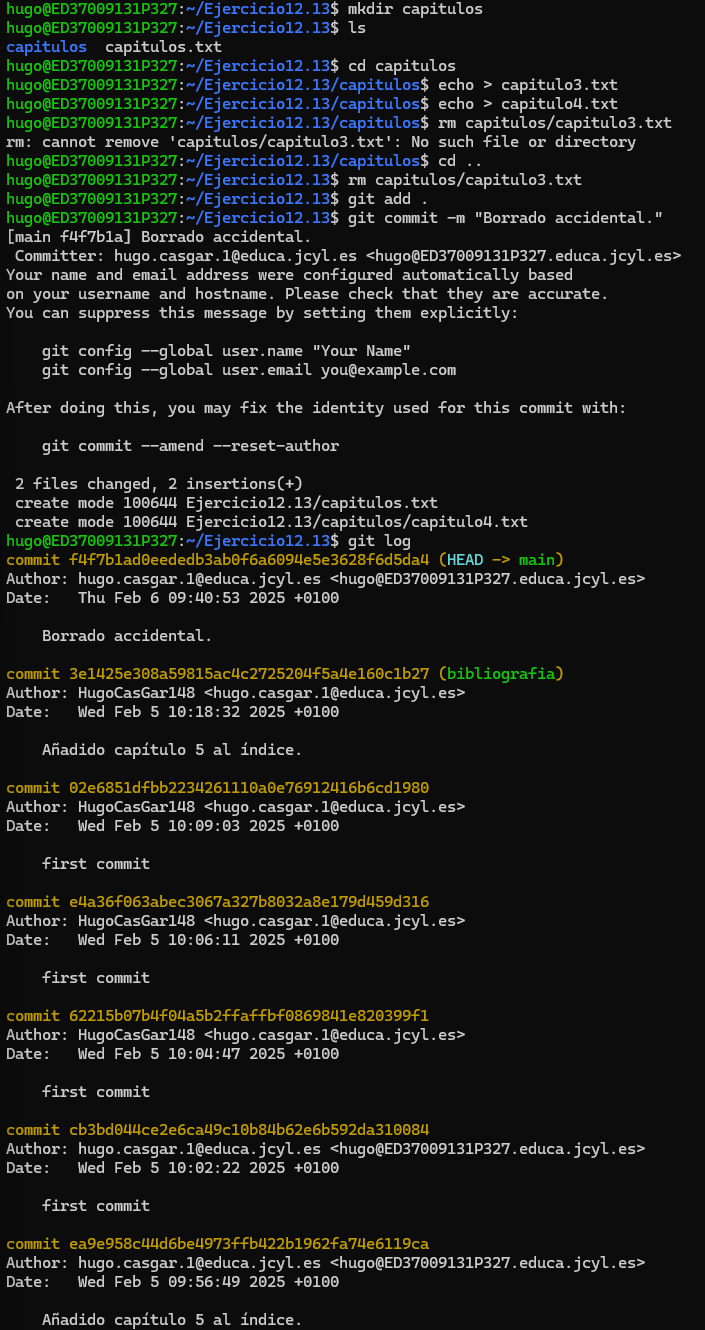 hugo@ED37009131P327:~/Ejercicio12.13$ mkdir capitulos
hugo@ED37009131P327:~/Ejercicio12.13$ ls
capitulos  capitulos.txt
hugo@ED37009131P327:~/Ejercicio12.13$ cd capitulos
hugo@ED37009131P327:~/Ejercicio12.13/capitulos$ echo > capitulo3.txt
hugo@ED37009131P327:~/Ejercicio12.13/capitulos$ echo > capitulo4.txt
hugo@ED37009131P327:~/Ejercicio12.13/capitulos$ rm capitulos/capitulo3.txt
rm: cannot remove 'capitulos/capitulo3.txt': No such file or directory
hugo@ED37009131P327:~/Ejercicio12.13/capitulos$ cd ..
hugo@ED37009131P327:~/Ejercicio12.13$ rm capitulos/capitulo3.txt
hugo@ED37009131P327:~/Ejercicio12.13$ git add .
hugo@ED37009131P327:~/Ejercicio12.13$ git commit -m "Borrado accidental."
[main f4f7b1a] Borrado accidental.
 Committer: hugo.casgar.1@educa.jcyl.es <hugo@ED37009131P327.educa.jcyl.es>
Your name and email address were configured automatically based
on your username and hostname. Please check that they are accurate.
You can suppress this message by setting them explicitly:

    git config --global user.name "Your Name"
    git config --global user.email you@example.com

After doing this, you may fix the identity used for this commit with:

    git commit --amend --reset-author

 2 files changed, 2 insertions(+)
 create mode 100644 Ejercicio12.13/capitulos.txt
 create mode 100644 Ejercicio12.13/capitulos/capitulo4.txt
hugo@ED37009131P327:~/Ejercicio12.13$ git log
commit f4f7b1ad0eededb3ab0f6a6094e5e3628f6d5da4 (HEAD -> main)
Author: hugo.casgar.1@educa.jcyl.es <hugo@ED37009131P327.educa.jcyl.es>
Date:   Thu Feb 6 09:40:53 2025 +0100

    Borrado accidental.

commit 3e1425e308a59815ac4c2725204f5a4e160c1b27 (bibliografia)
Author: HugoCasGar148 <hugo.casgar.1@educa.jcyl.es>
Date:   Wed Feb 5 10:18:32 2025 +0100

    Añadido capítulo 5 al índice.

commit 02e6851dfbb2234261110a0e76912416b6cd1980
Author: HugoCasGar148 <hugo.casgar.1@educa.jcyl.es>
Date:   Wed Feb 5 10:09:03 2025 +0100

    first commit

commit e4a36f063abec3067a327b8032a8e179d459d316
Author: HugoCasGar148 <hugo.casgar.1@educa.jcyl.es>
Date:   Wed Feb 5 10:06:11 2025 +0100

    first commit

commit 62215b07b4f04a5b2ffaffbf0869841e820399f1
Author: HugoCasGar148 <hugo.casgar.1@educa.jcyl.es>
Date:   Wed Feb 5 10:04:47 2025 +0100

    first commit

commit cb3bd044ce2e6ca49c10b84b62e6b592da310084
Author: hugo.casgar.1@educa.jcyl.es <hugo@ED37009131P327.educa.jcyl.es>
Date:   Wed Feb 5 10:02:22 2025 +0100

    first commit

commit ea9e958c44d6be4973ffb422b1962fa74e6119ca
Author: hugo.casgar.1@educa.jcyl.es <hugo@ED37009131P327.educa.jcyl.es>
Date:   Wed Feb 5 09:56:49 2025 +0100

    Añadido capítulo 5 al índice.